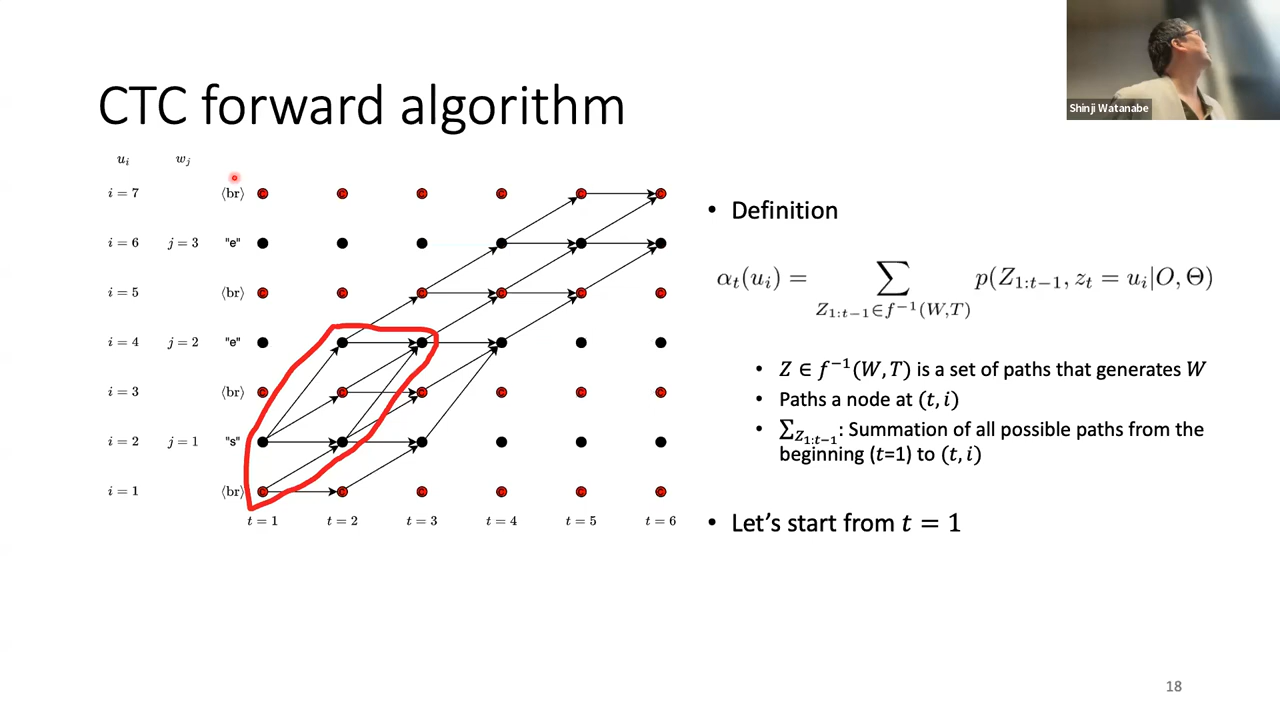 Shinji Watanabe
CTC forward algorithm
u_i w_j
i = 7 ⟨br⟩
i = 6 j = 3 "e"
i = 5 ⟨br⟩
i = 4 j = 2 "e"
i = 3 ⟨br⟩
i = 2 j = 1 "s"
i = 1 ⟨br⟩
t = 1 t = 2 t = 3 t = 4 t = 5 t = 6
• Definition
α_t(u_i) = ∑_{Z_{1:t−1}∈f^{−1}(W,T)} p(Z_{1:t−1}, z_t = u_i|O, Θ)
• Z ∈ f^{−1}(W, T) is a set of paths that generates W
• Paths a node at (t, i)
• ∑_{Z_{1:t−1}}: Summation of all possible paths from the
beginning (t=1) to (t, i)
• Let's start from t = 1
18